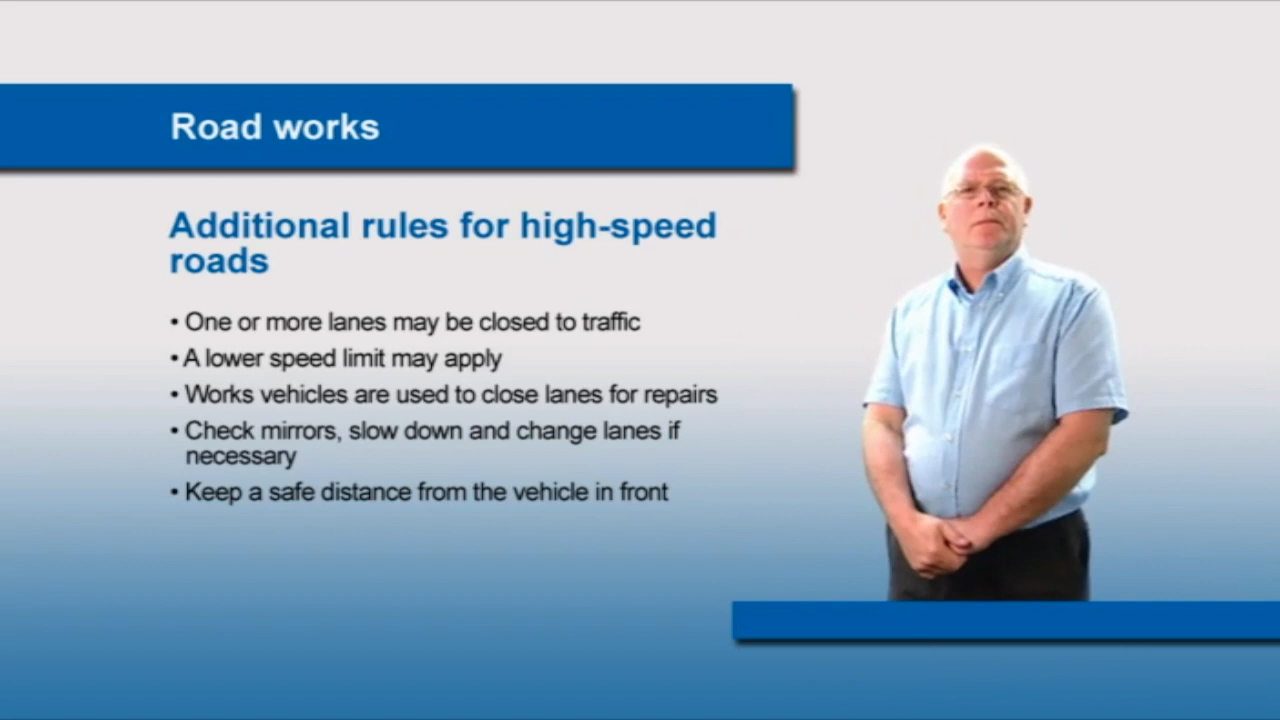 Road works
Additional rules for high-speed
roads
• One or more lanes may be closed to traffic
• A lower speed limit may apply
• Works vehicles are used to close lanes for repairs
• Check mirrors, slow down and change lanes if
necessary
• Keep a safe distance from the vehicle in front